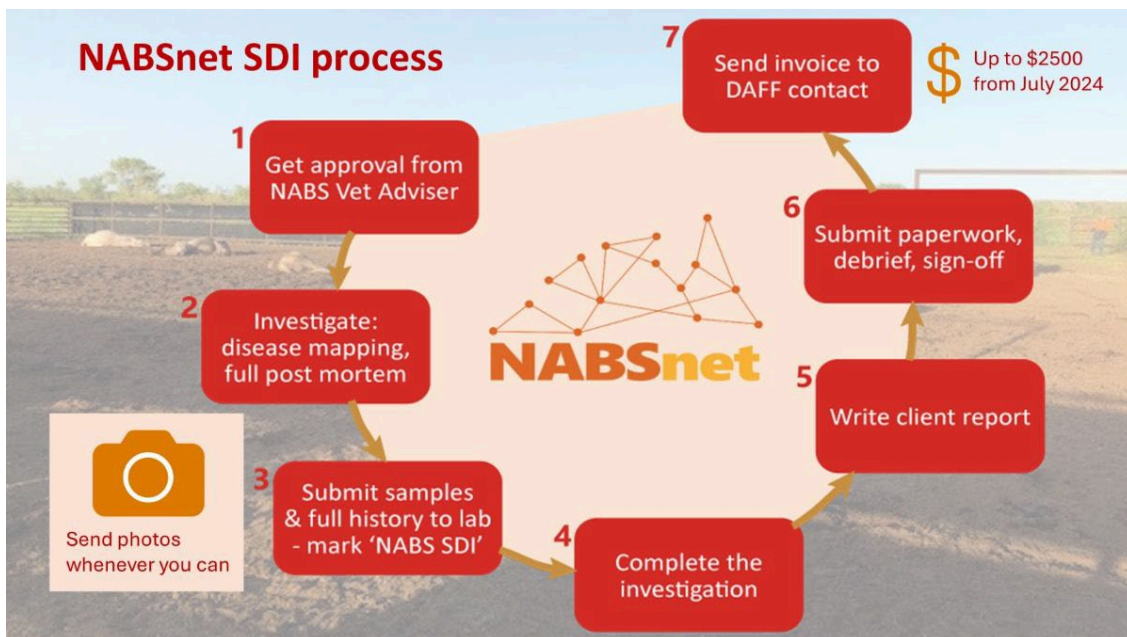 NABSnet SDI process
1
Get approval from
NABS Vet Adviser
2
Investigate:
disease mapping,
full post mortem
3
Submit samples
& full history to lab
- mark ‘NABS SDI’
4
Complete the
investigation
5
Write client report
6
Submit paperwork,
debrief, sign-off
7
Send invoice to
DAFF contact
$
Up to $2500
from July 2024
NABSnet
Send photos
whenever you can